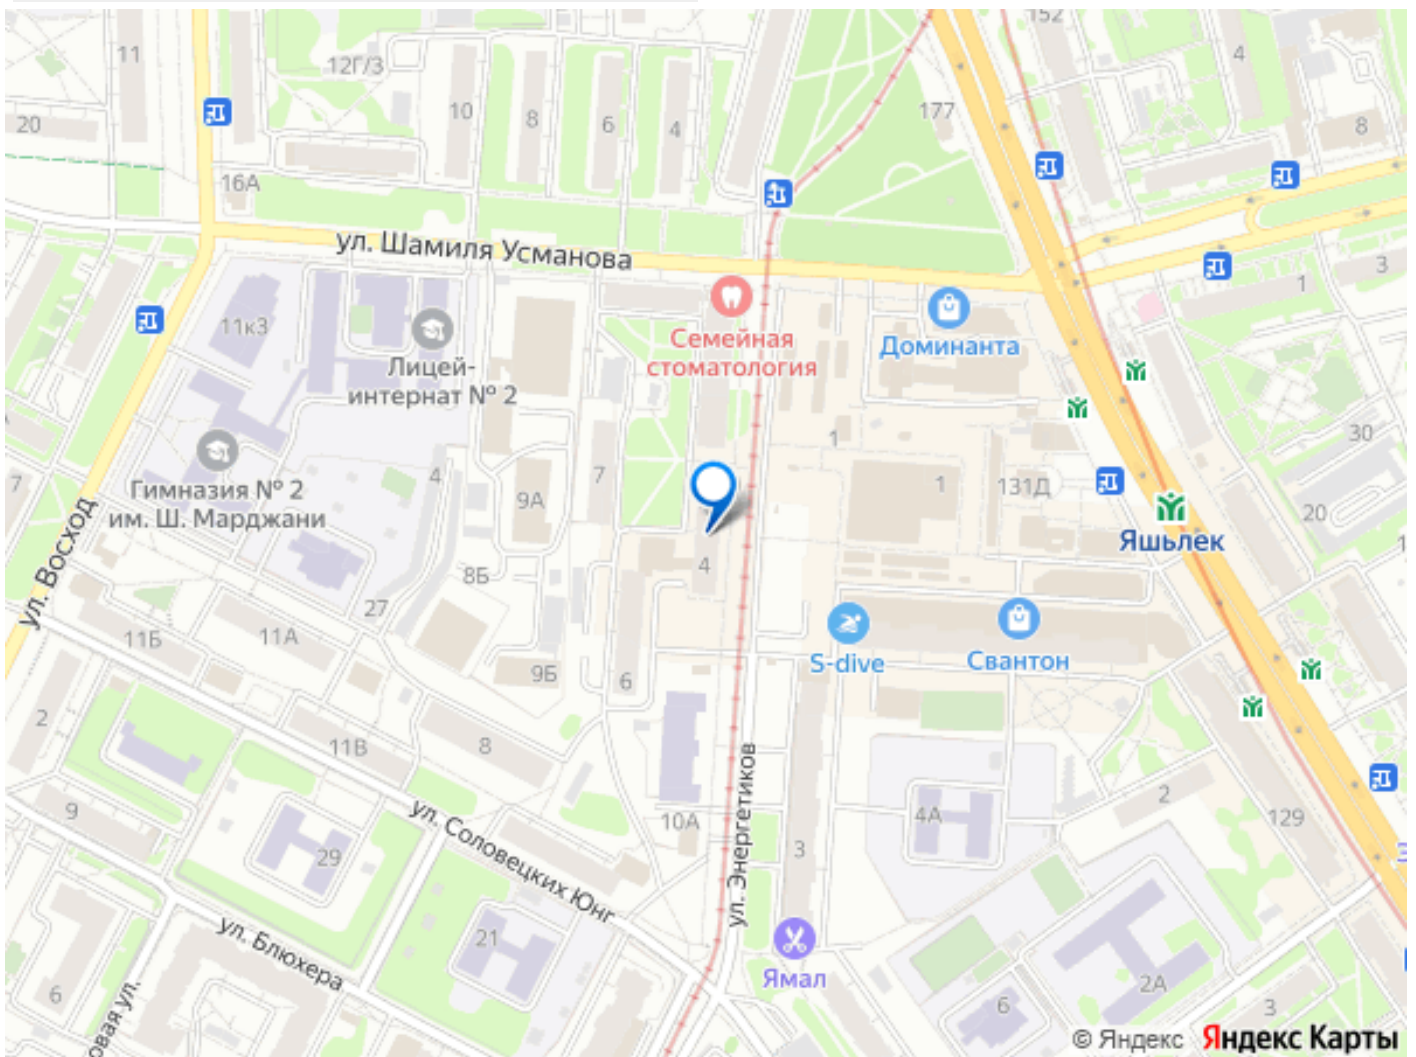 152
11
12Г/3
4
20
10
8
6
4
177
8
16А
ул. Шамиля Усманова
3
1
11к3
Семейная
стоматология
Доминанта
Лицей-
интернат № 2
1
30
7
4
7
9А
1
131Д
Гимназия № 2
им. Ш. Марджани
20
Яшьлек
ул. Восход
4
8Б
27
11Б
11А
S-dive
Свантон
9Б
6
2
11В
8
ул. Энергетиков
2
9
10А
4А
129
29
3
ул. Соловецких Юнг
ул. Блюхера
21
Ямал
2А
6
6
3
овая ул.
© Яндекс Яндекс Карты